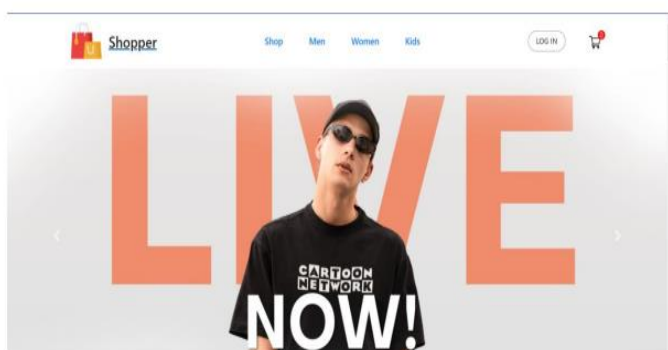 Shopper Shop Men Women Kids LOG IN
LIVE
CARTOON
NETWORK
NOW!